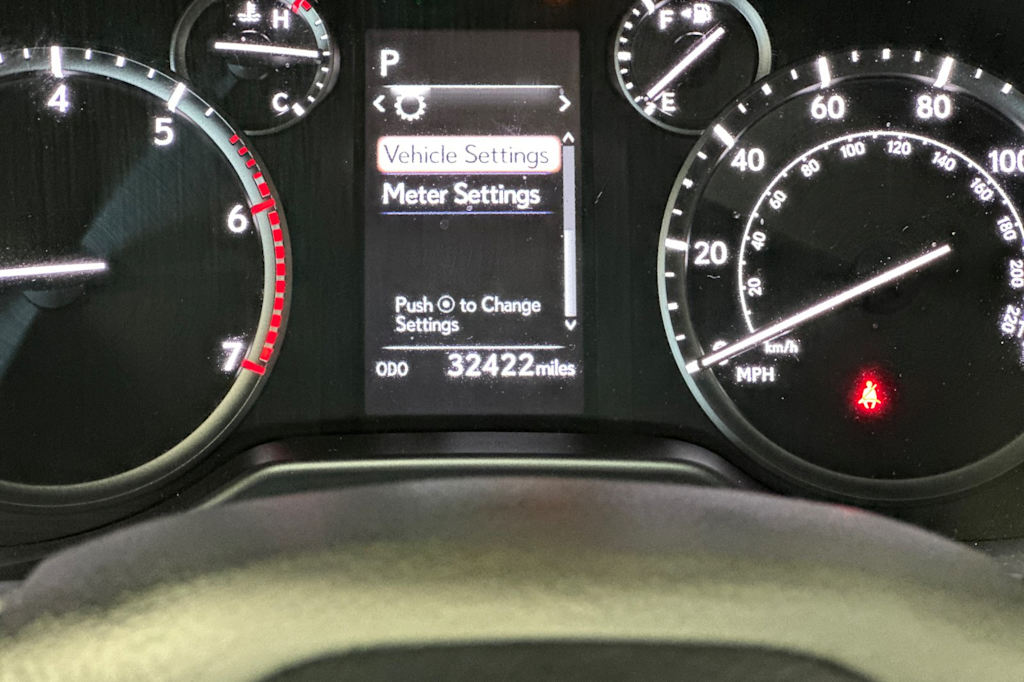 H
C
P
Vehicle Settings
Meter Settings
Push to Change
Settings
ODO 32422 miles
F
E
4
5
6
7
20
40
60
80
100
20
40
60
80
100
120
140
160
180
200
220
km/h
MPH